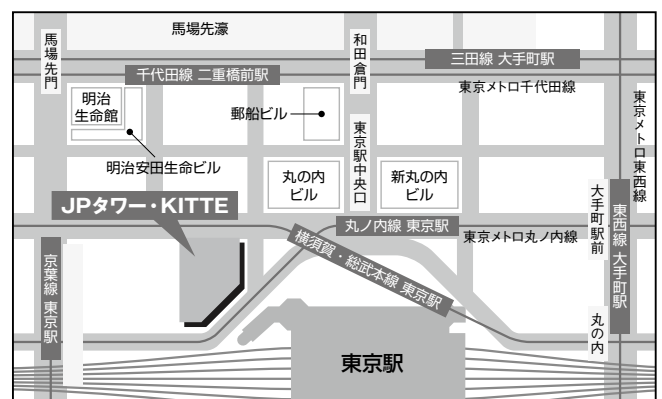 馬場先濠
馬場先門
和田倉門
三田線 大手町駅
千代田線 二重橋前駅
東京メトロ千代田線
明治
生命館
郵船ビル
東京メトロ東西線
東京駅中央口
明治安田生命ビル
丸の内
ビル
新丸の内
ビル
JPタワー・KITTE
大手町駅前
東西線 大手町駅
丸ノ内線 東京駅
東京メトロ丸ノ内線
横須賀・総武本線 東京駅
京葉線 東京駅
丸の内
東京駅